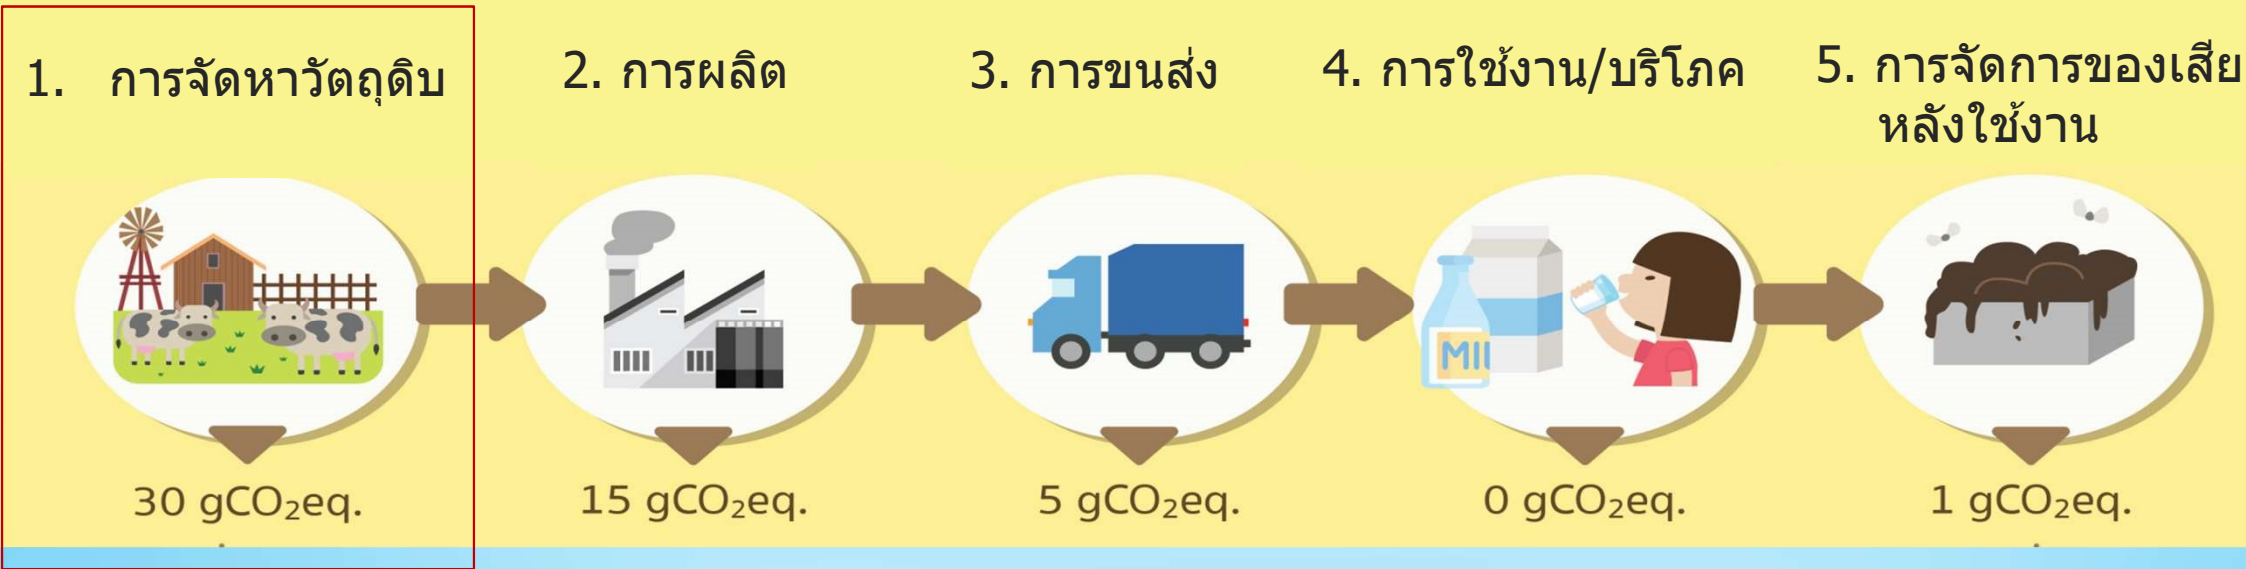 1. การจัดหาวัตถุดิบ
2. การผลิต
3. การขนส่ง
4. การใช้งาน/บริโภค
5. การจัดการของเสีย
หลังใช้งาน
MIL
30 gCO₂eq.
15 gCO₂eq.
5 gCO₂eq.
0 gCO₂eq.
1 gCO₂eq.